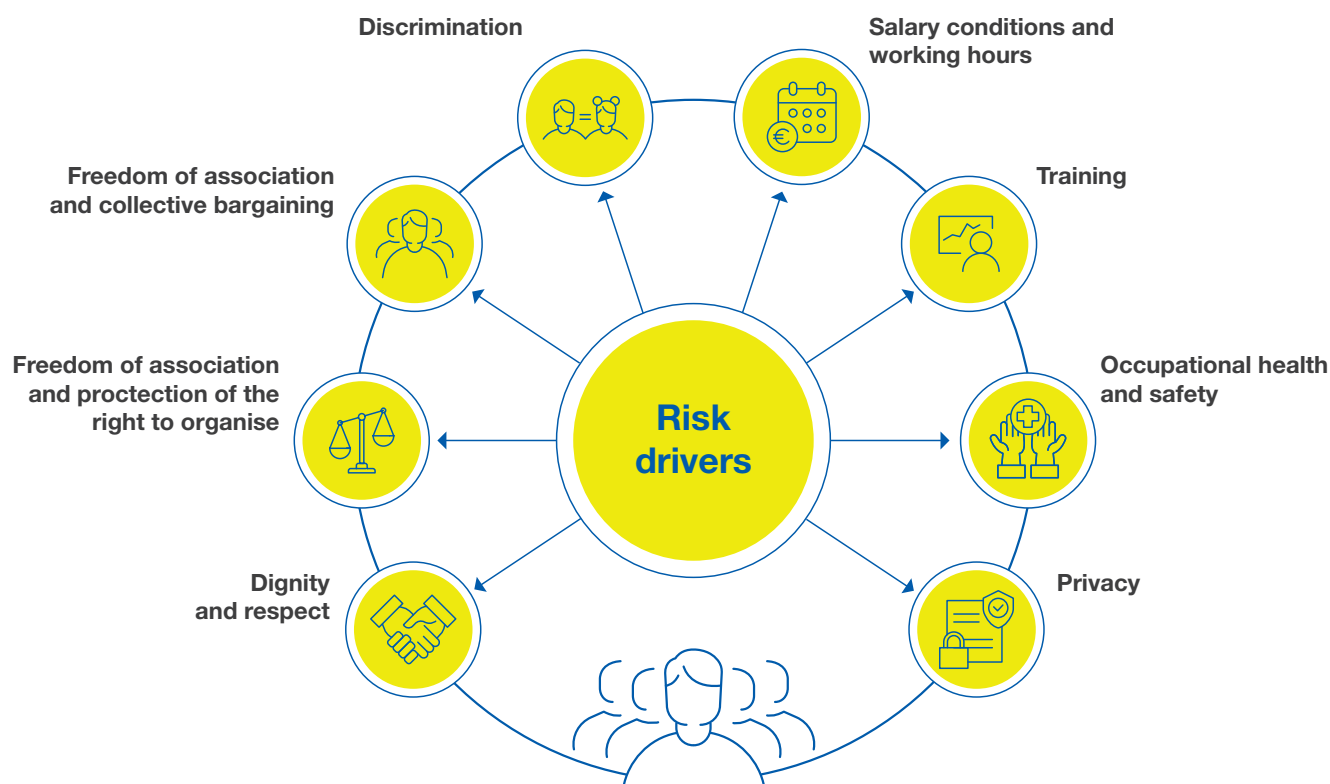 Discrimination
Salary conditions and
working hours
Freedom of association
and collective bargaining
Training
Freedom of association
and proctection of the
right to organise
Occupational health
and safety
Risk
drivers
Dignity
and respect
Privacy
€